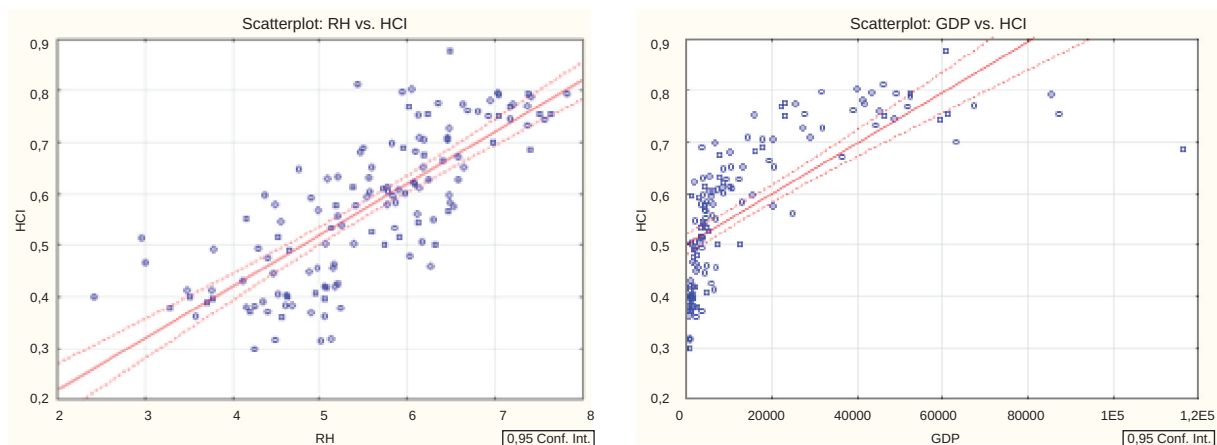 Scatterplot: RH vs. HCI
0,9
0,8
0,7
0,6
0,5
0,4
0,3
0,2
HCI
2 3 4 5 6 7 8
RH
0,95 Conf. Int.
Scatterplot: GDP vs. HCI
0,9
0,8
0,7
0,6
0,5
0,4
0,3
0,2
HCI
0 20000 40000 60000 80000 1E5 1,2E5
GDP
0,95 Conf. Int.